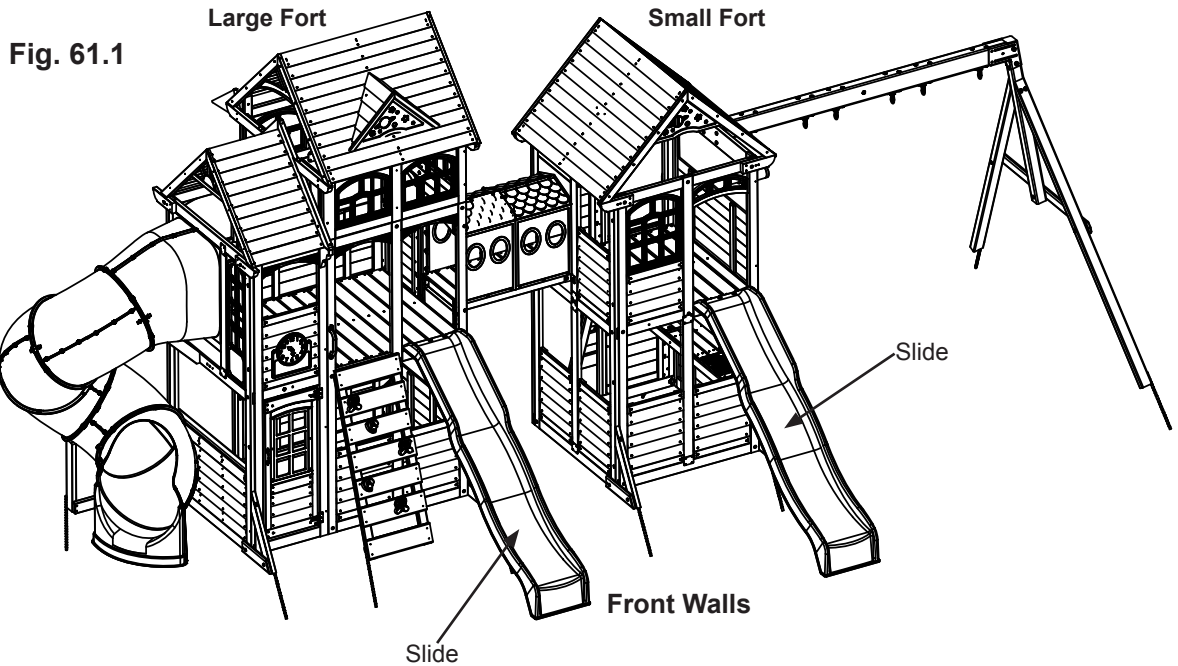 Large Fort
Small Fort
Fig. 61.1
Slide
Front Walls
Slide